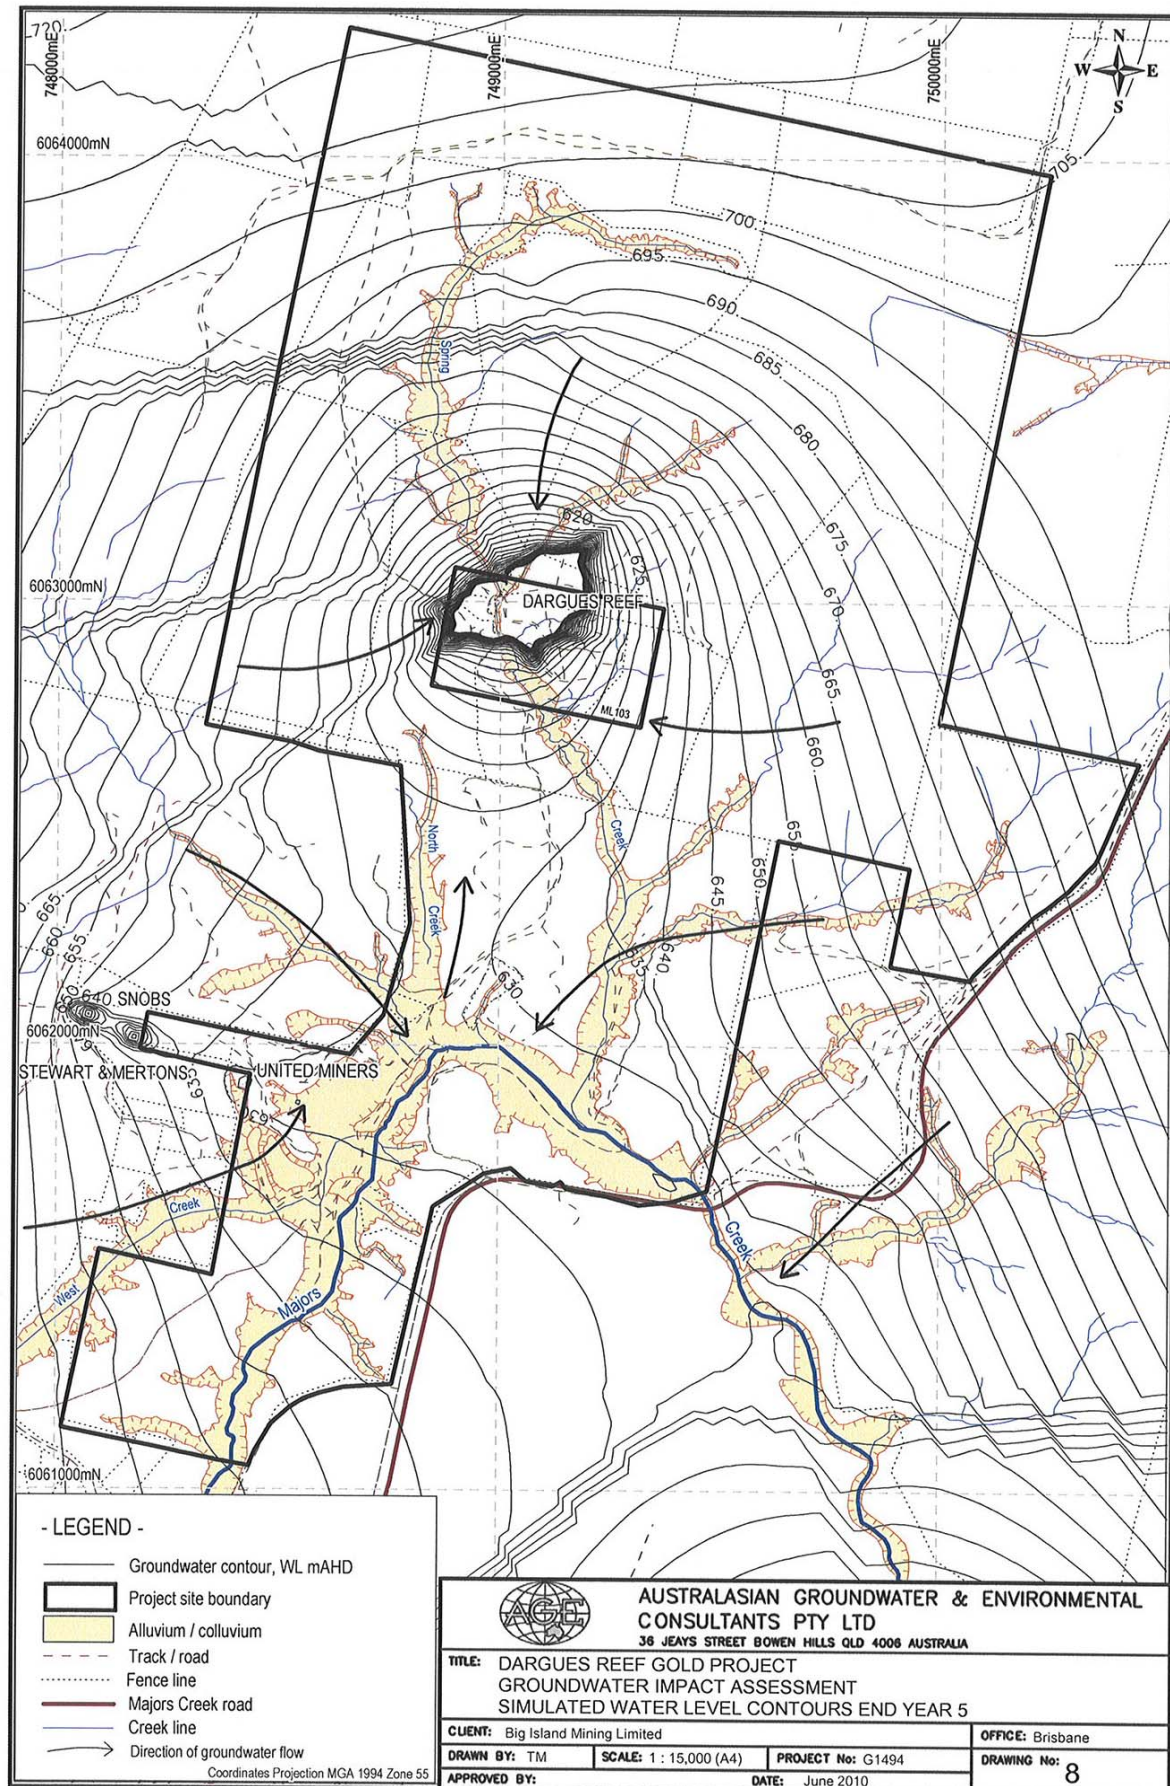 720
748000mE
749000mE
750000mE
N
W E
S
6064000mN
705
700
695
690
Spring
685
680
620
675
625
6063000mN
DARGUES REEF
670
665
ML103
660
North
Creek
Creek
650
645
665
660
655
640
635
630
650
640
SNOBS
6062000mN
STEWART & MERTONS
UNITED MINERS
630
Creek
Creek
West
Majors
6061000mN
- LEGEND -
Groundwater contour, WL mAHD
Project site boundary
Alluvium / colluvium
Track / road
Fence line
Majors Creek road
Creek line
Direction of groundwater flow
Coordinates Projection MGA 1994 Zone 55
AGE
AUSTRALASIAN GROUNDWATER & ENVIRONMENTAL
CONSULTANTS PTY LTD
36 JEAYS STREET BOWEN HILLS QLD 4006 AUSTRALIA
TITLE: DARGUES REEF GOLD PROJECT
GROUNDWATER IMPACT ASSESSMENT
SIMULATED WATER LEVEL CONTOURS END YEAR 5
CLIENT: Big Island Mining Limited
OFFICE: Brisbane
DRAWN BY: TM
SCALE: 1 : 15,000 (A4)
PROJECT No: G1494
DRAWING No:
8
APPROVED BY:
DATE: June 2010